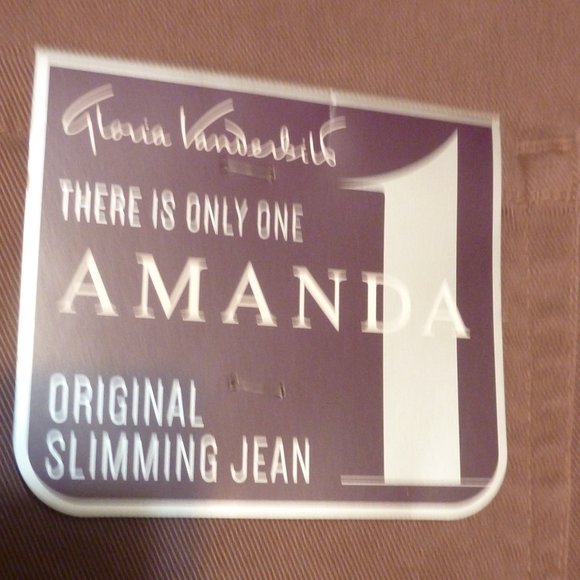 Gloria Vanderbilt
THERE IS ONLY ONE
AMANDA
1
ORIGINAL
SLIMMING JEAN